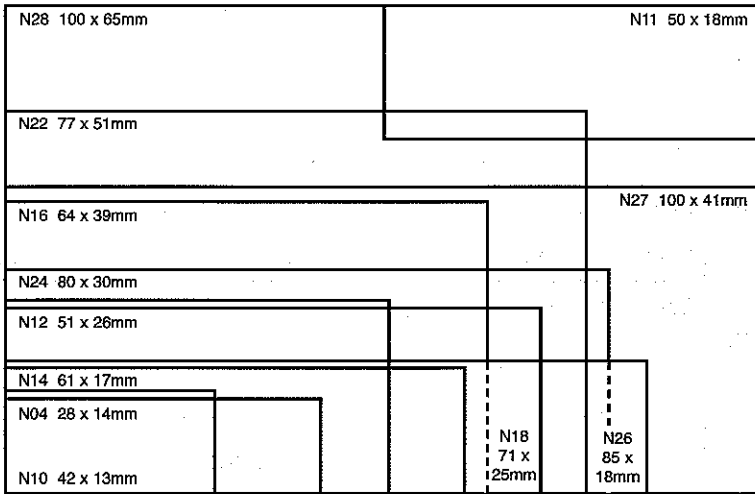 N28 100 x 65mm
N11 50 x 18mm
N22 77 x 51mm
N27 100 x 41mm
N16 64 x 39mm
N24 80 x 30mm
N12 51 x 26mm
N14 61 x 17mm
N04 28 x 14mm
N10 42 x 13mm
N18
71 x
25mm
N26
85 x
18mm